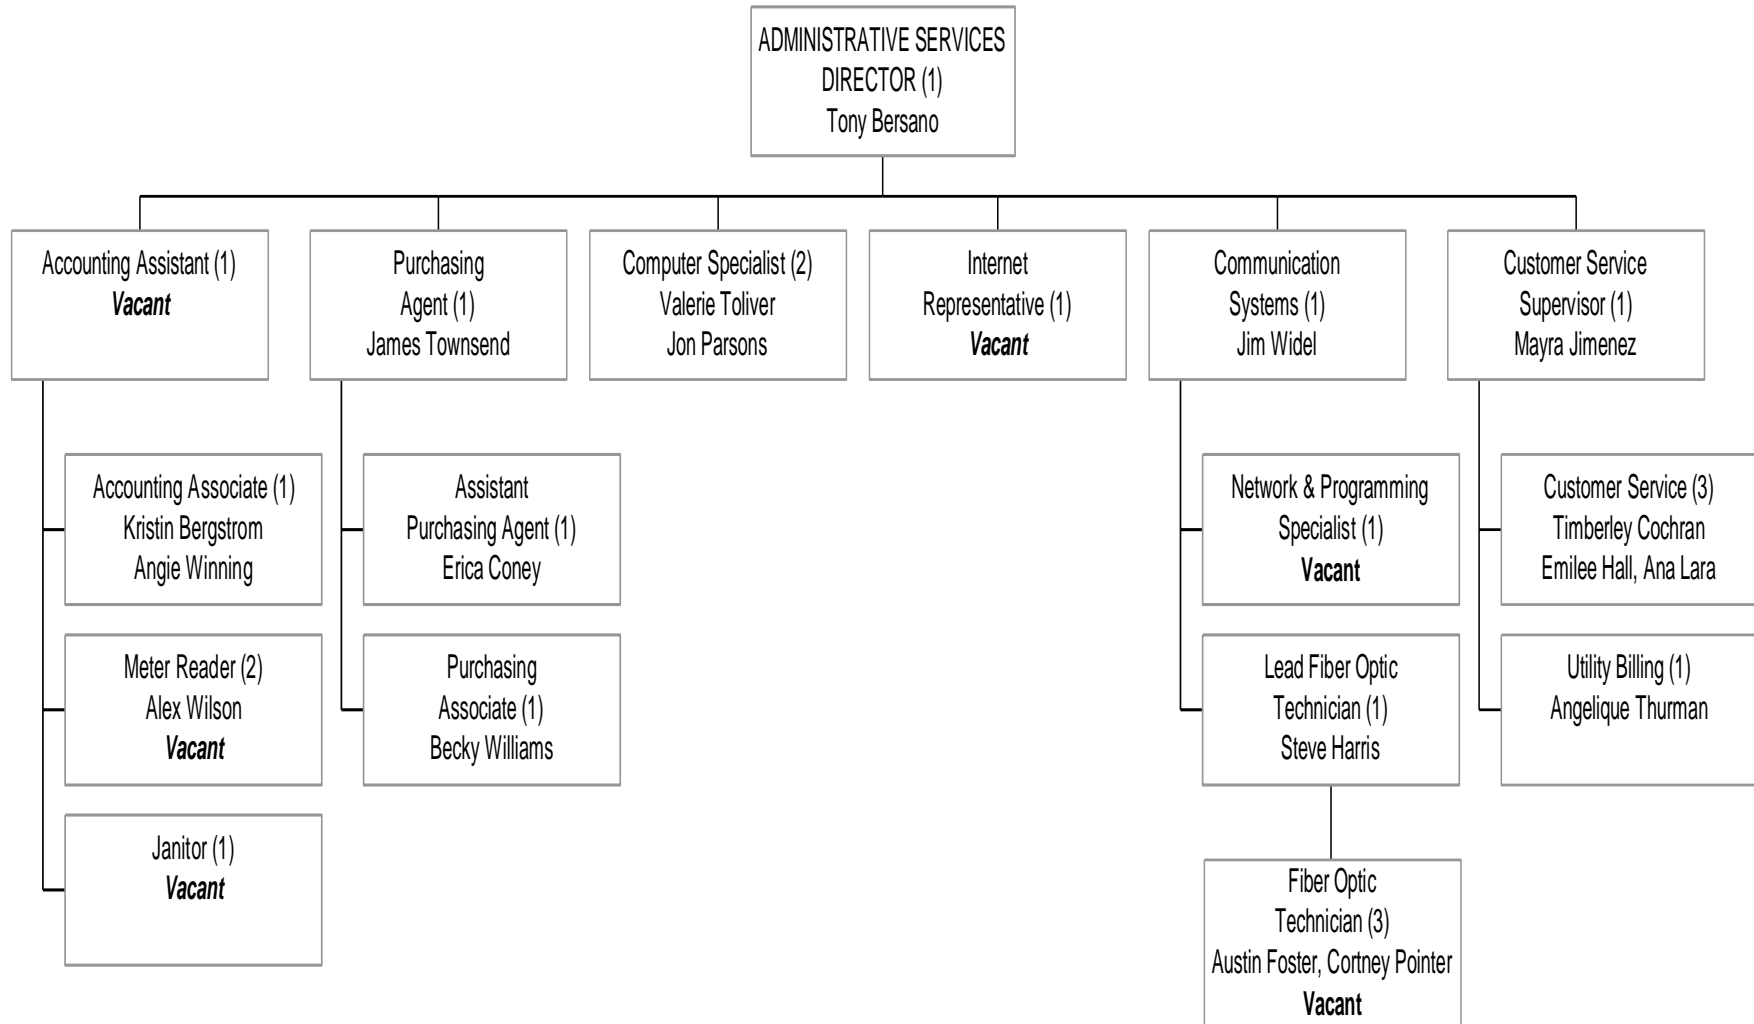 ADMINISTRATIVE SERVICES
DIRECTOR (1)
Tony Bersano
Accounting Assistant (1)
Vacant
Purchasing
Agent (1)
James Townsend
Computer Specialist (2)
Valerie Toliver
Jon Parsons
Internet
Representative (1)
Vacant
Communication
Systems (1)
Jim Widel
Customer Service
Supervisor (1)
Mayra Jimenez
Accounting Associate (1)
Kristin Bergstrom
Angie Winning
Assistant
Purchasing Agent (1)
Erica Coney
Network & Programming
Specialist (1)
Vacant
Customer Service (3)
Timberley Cochran
Emilee Hall, Ana Lara
Meter Reader (2)
Alex Wilson
Vacant
Purchasing
Associate (1)
Becky Williams
Lead Fiber Optic
Technician (1)
Steve Harris
Utility Billing (1)
Angelique Thurman
Janitor (1)
Vacant
Fiber Optic
Technician (3)
Austin Foster, Cortney Pointer
Vacant